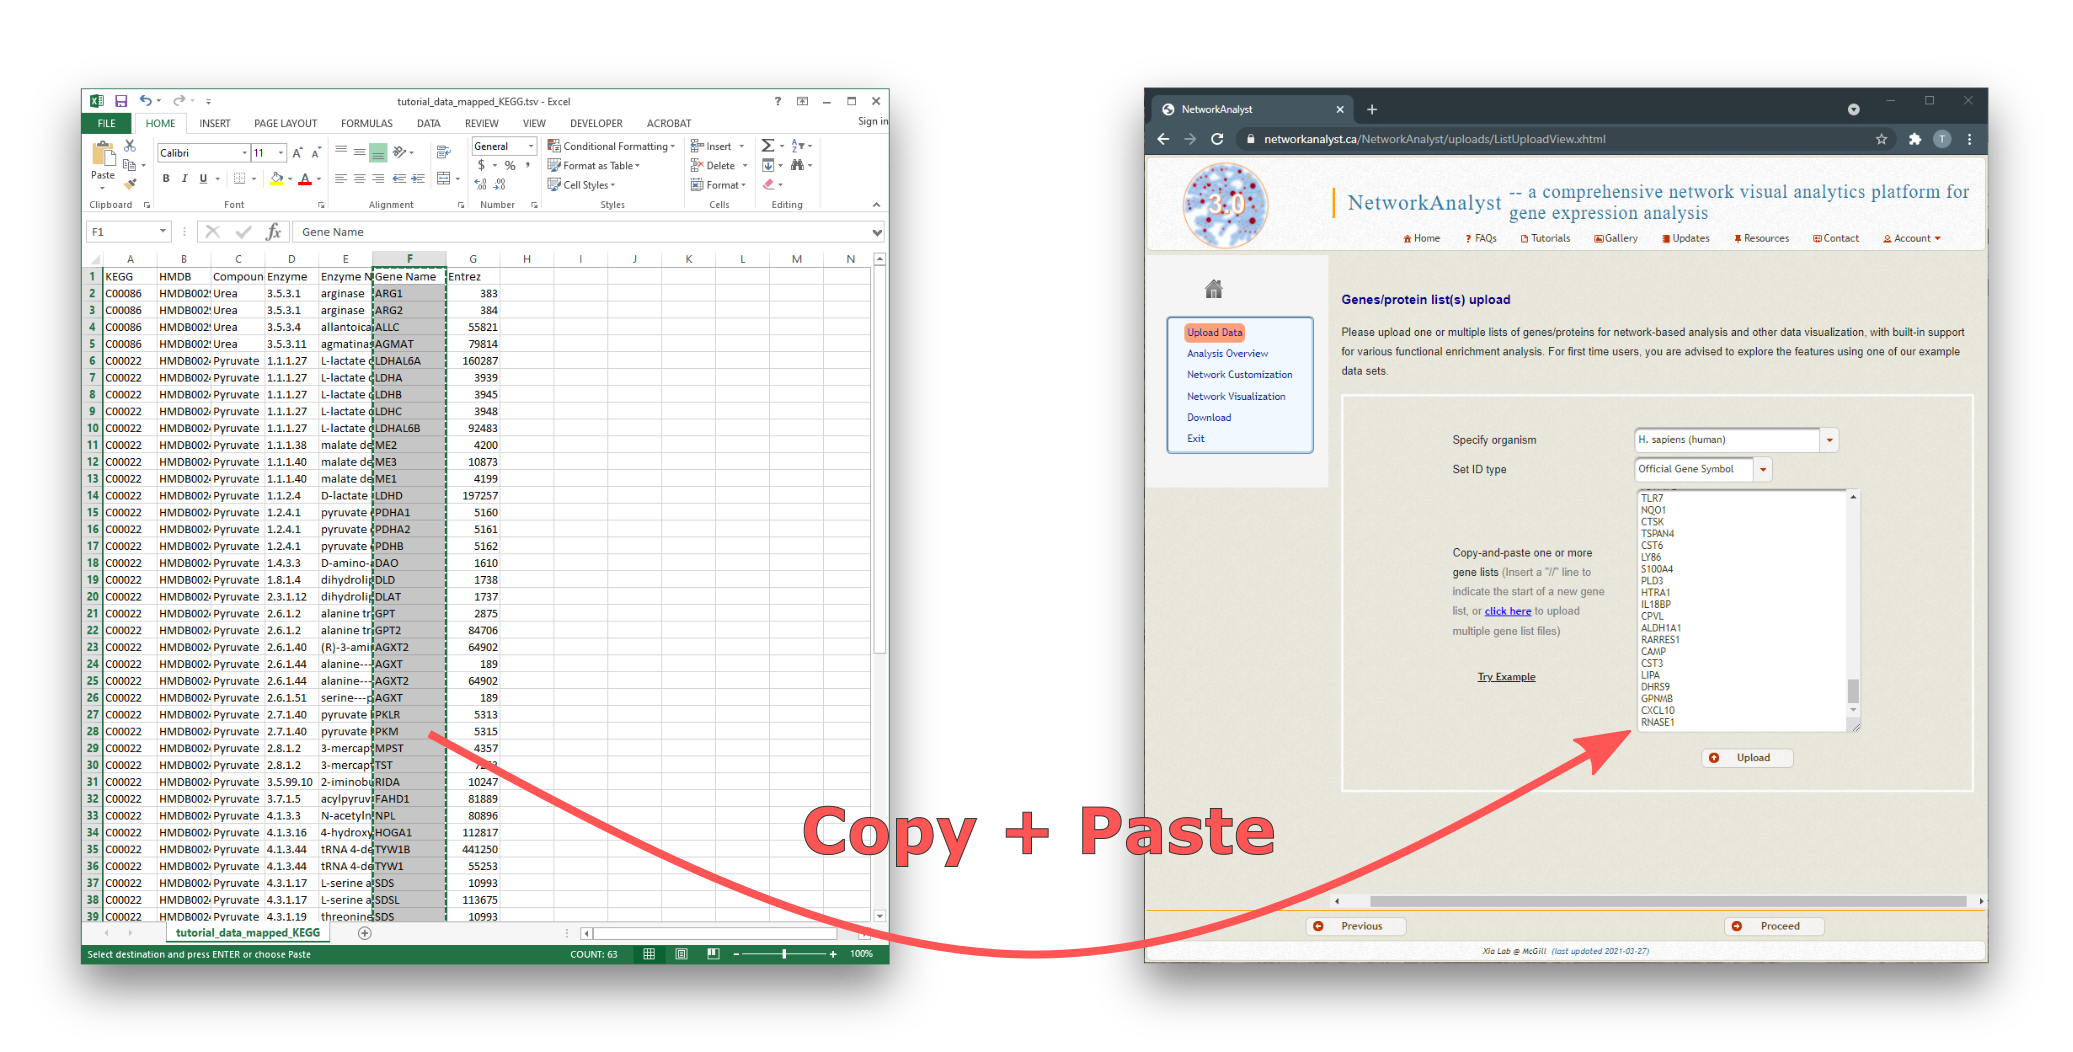 tutorial_data_mapped_KEGG.tsv - Excel
FILE HOME INSERT PAGE LAYOUT FORMULAS DATA REVIEW VIEW DEVELOPER ACROBAT Sign in
Calibri 11 General Conditional Formatting Insert
Paste B I U $ % , Format as Table Delete
Cell Styles Format
Clipboard Font Alignment Number Styles Cells Editing
F1 fx Gene Name
A B C D E F G H I J K L M N
1 KEGG HMDB Compoun Enzyme Enzyme N Gene Name Entrez
2 C00086 HMDB002 Urea 3.5.3.1 arginase ARG1 383
3 C00086 HMDB002 Urea 3.5.3.1 arginase ARG2 384
4 C00086 HMDB002 Urea 3.5.3.4 allantoica ALLC 55821
5 C00086 HMDB002 Urea 3.5.3.11 agmatinas AGMAT 79814
6 C00022 HMDB002 Pyruvate 1.1.1.27 L-lactate LDHAL6A 160287
7 C00022 HMDB002 Pyruvate 1.1.1.27 L-lactate LDHA 3939
8 C00022 HMDB002 Pyruvate 1.1.1.27 L-lactate LDHB 3945
9 C00022 HMDB002 Pyruvate 1.1.1.27 L-lactate LDHC 3948
10 C00022 HMDB002 Pyruvate 1.1.1.27 L-lactate LDHAL6B 92483
11 C00022 HMDB002 Pyruvate 1.1.1.38 malate de ME2 4200
12 C00022 HMDB002 Pyruvate 1.1.1.40 malate de ME3 10873
13 C00022 HMDB002 Pyruvate 1.1.1.40 malate de ME1 4199
14 C00022 HMDB002 Pyruvate 1.1.2.4 D-lactate LDHD 197257
15 C00022 HMDB002 Pyruvate 1.2.4.1 pyruvate PDHA1 5160
16 C00022 HMDB002 Pyruvate 1.2.4.1 pyruvate PDHA2 5161
17 C00022 HMDB002 Pyruvate 1.2.4.1 pyruvate PDHB 5162
18 C00022 HMDB002 Pyruvate 1.4.3.3 D-amino- DAO 1610
19 C00022 HMDB002 Pyruvate 1.8.1.4 dihydrolip DLD 1738
20 C00022 HMDB002 Pyruvate 2.3.1.12 dihydrolip DLAT 1737
21 C00022 HMDB002 Pyruvate 2.6.1.2 alanine tr GPT 2875
22 C00022 HMDB002 Pyruvate 2.6.1.2 alanine tr GPT2 84706
23 C00022 HMDB002 Pyruvate 2.6.1.40 (R)-3-ami AGXT2 64902
24 C00022 HMDB002 Pyruvate 2.6.1.44 alanine--- AGXT 189
25 C00022 HMDB002 Pyruvate 2.6.1.44 alanine--- AGXT2 64902
26 C00022 HMDB002 Pyruvate 2.6.1.51 serine---p AGXT 189
27 C00022 HMDB002 Pyruvate 2.7.1.40 pyruvate PKLR 5313
28 C00022 HMDB002 Pyruvate 2.7.1.40 pyruvate PKM 5315
29 C00022 HMDB002 Pyruvate 2.8.1.2 3-mercap MPST 4357
30 C00022 HMDB002 Pyruvate 2.8.1.2 3-mercap TST
31 C00022 HMDB002 Pyruvate 3.5.99.10 2-iminobu RIDA 10247
32 C00022 HMDB002 Pyruvate 3.7.1.5 acylpyruv FAHD1 81889
33 C00022 HMDB002 Pyruvate 4.1.3.3 N-acetyln NPL 80896
34 C00022 HMDB002 Pyruvate 4.1.3.16 4-hydroxy HOGA1 112817
35 C00022 HMDB002 Pyruvate 4.1.3.44 tRNA 4-de TYW1B 441250
36 C00022 HMDB002 Pyruvate 4.1.3.44 tRNA 4-de TYW1 55253
37 C00022 HMDB002 Pyruvate 4.3.1.17 L-serine a SDS 10993
38 C00022 HMDB002 Pyruvate 4.3.1.17 L-serine a SDSL 113675
39 C00022 HMDB002 Pyruvate 4.3.1.19 threonine SDS 10993
tutorial_data_mapped_KEGG
Select destination and press ENTER or choose Paste COUNT: 63 100%
Copy + Paste
NetworkAnalyst
networkanalyst.ca/NetworkAnalyst/uploads/ListUploadView.xhtml T
3.0
NetworkAnalyst -- a comprehensive network visual analytics platform for
gene expression analysis
Home FAQs Tutorials Gallery Updates Resources Contact Account
Upload Data
Analysis Overview
Network Customization
Network Visualization
Download
Exit
Genes/protein list(s) upload
Please upload one or multiple lists of genes/proteins for network-based analysis and other data visualization, with built-in support
for various functional enrichment analysis. For first time users, you are advised to explore the features using one of our example
data sets.
Specify organism H. sapiens (human)
Set ID type Official Gene Symbol
Copy-and-paste one or more
gene lists (Insert a "//" line to
indicate the start of a new gene
list, or click here to upload
multiple gene list files)
Try Example
TLR7
NQO1
CTSK
TSPAN4
CST6
LY86
S100A4
PLD3
HTRA1
IL18BP
CPVL
ALDH1A1
RARRES1
CAMP
CST3
LIPA
DHRS9
GPNMB
CXCL10
RNASE1
Upload
Previous Proceed
Xia Lab @ McGill (last updated 2021-03-27)